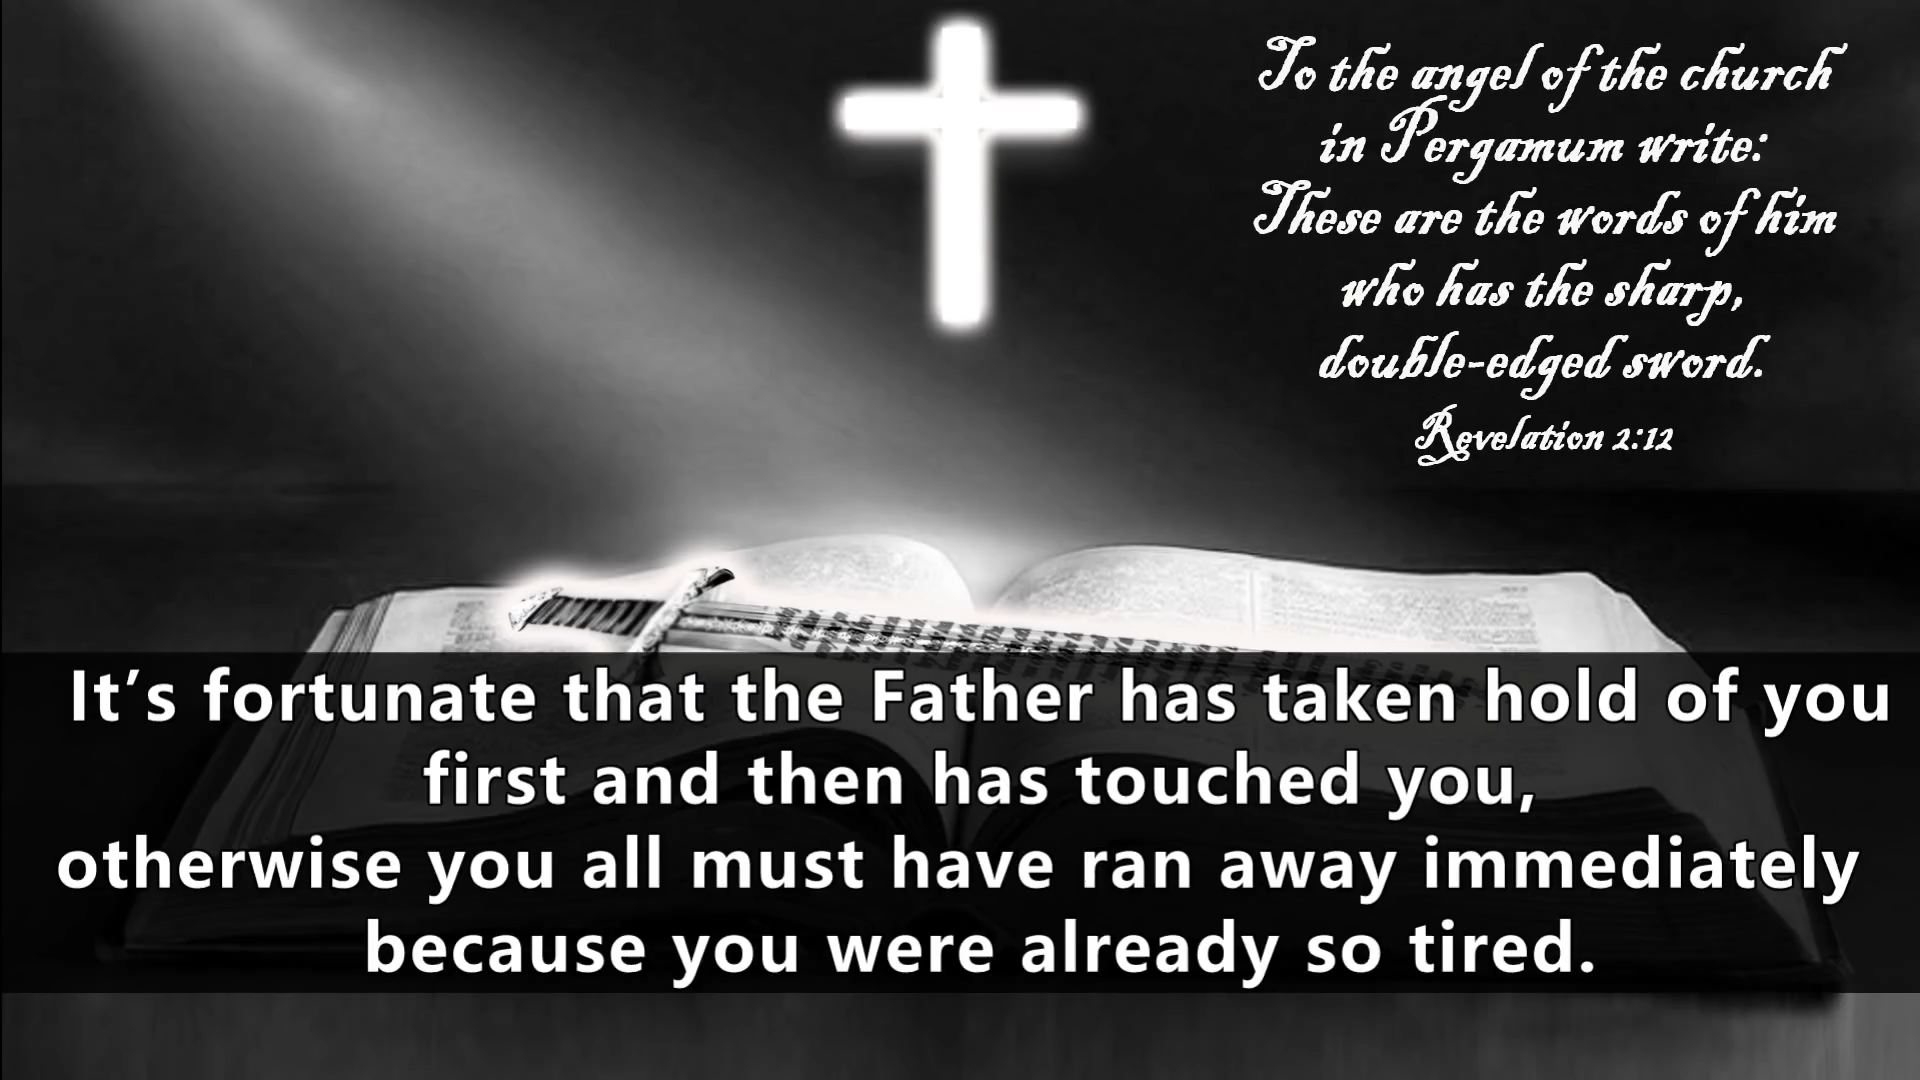 To the angel of the church
in Pergamum write:
These are the words of him
who has the sharp,
double-edged sword.
Revelation 2:12
It’s fortunate that the Father has taken hold of you
first and then has touched you,
otherwise you all must have ran away immediately
because you were already so tired.